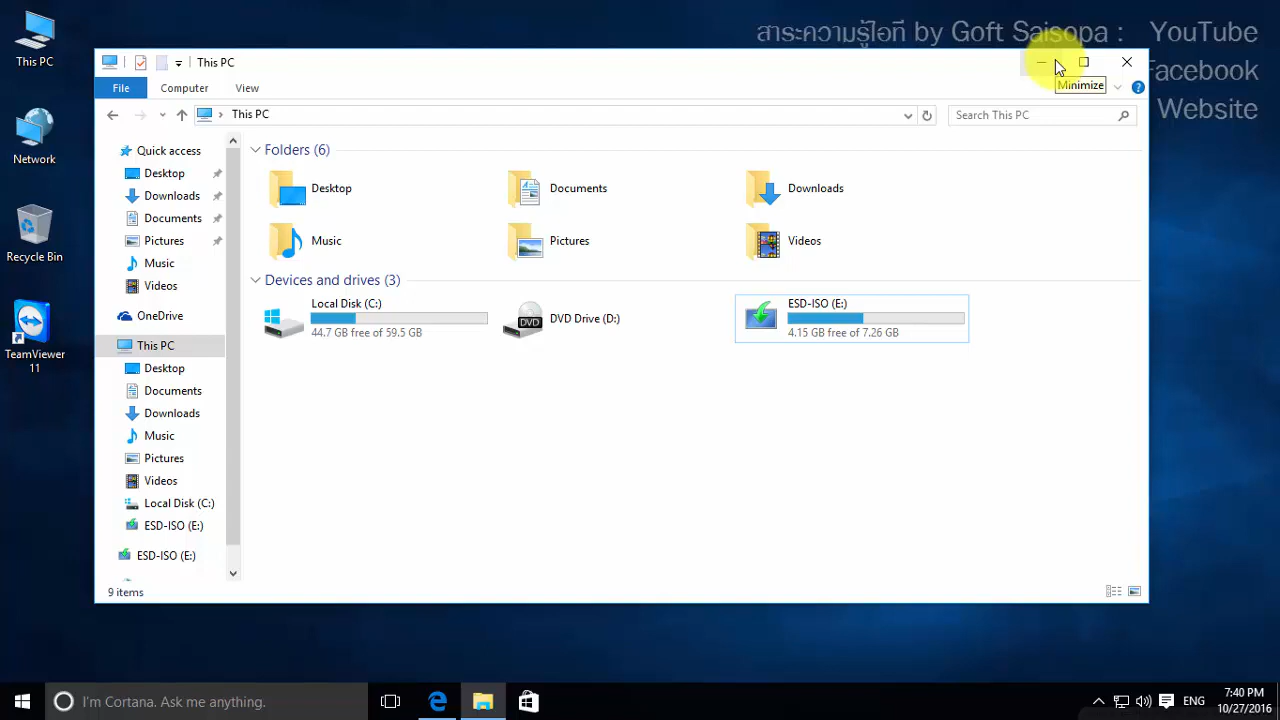 This PC
Network
Recycle Bin
TeamViewer
11
สาระความรู้ไอที by Goft Saisopa : YouTube
Facebook
Website
This PC
Minimize
File
Computer
View
This PC
Search This PC
Quick access
Desktop
Downloads
Documents
Pictures
Music
Videos
OneDrive
This PC
Desktop
Documents
Downloads
Music
Pictures
Videos
Local Disk (C:)
ESD-ISO (E:)
ESD-ISO (E:)
Folders (6)
Desktop
Documents
Downloads
Music
Pictures
Videos
Devices and drives (3)
Local Disk (C:)
44.7 GB free of 59.5 GB
DVD
DVD Drive (D:)
ESD-ISO (E:)
4.15 GB free of 7.26 GB
9 items
I'm Cortana. Ask me anything.
ENG
7:40 PM
10/27/2016